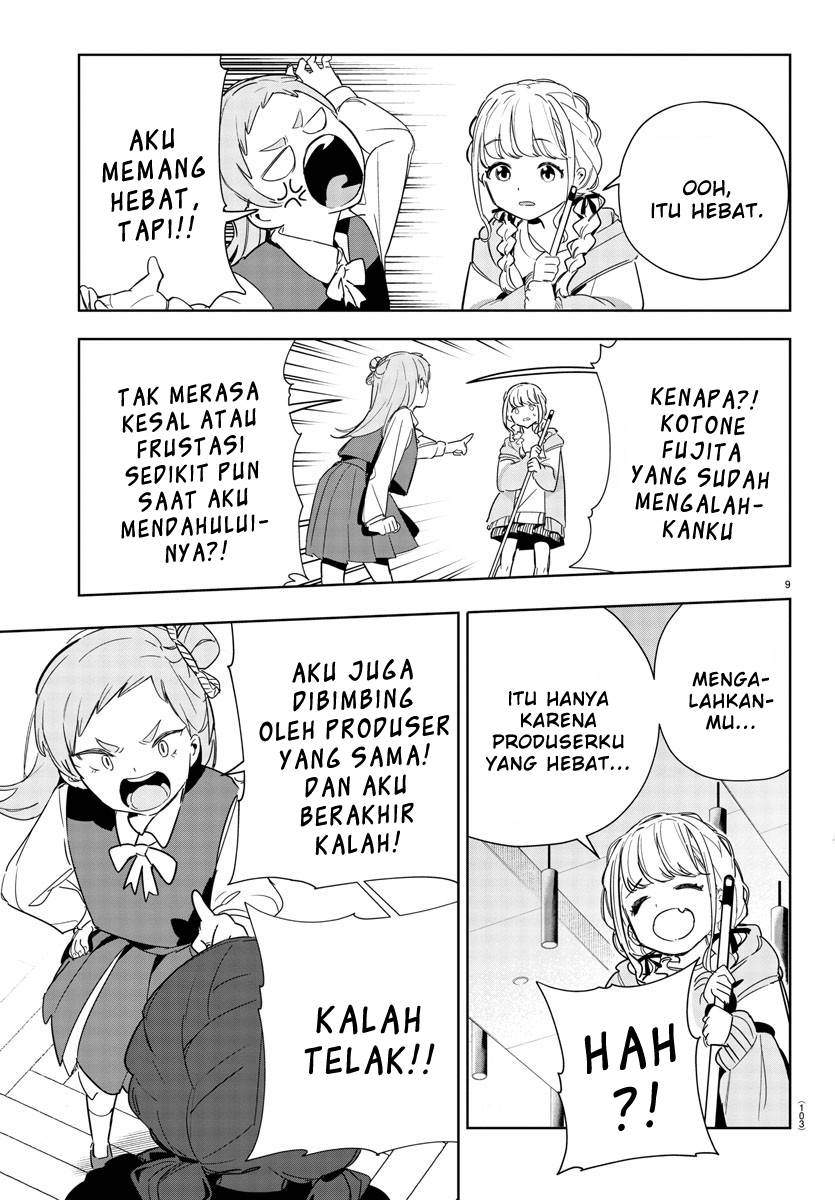 OOH,
ITU HEBAT.
AKU
MEMANG
HEBAT,
TAPI!!
KENAPA?!
KOTONE
FUJITA
YANG SUDAH
MENGALAH-
KANKU
TAK MERASA
KESAL ATAU
FRUSTASI
SEDIKIT PUN
SAAT AKU
MENDAHULUI-
NYA?!
9
MENGA-
LAHKAN-
MU...
ITU HANYA
KARENA
PRODUSERKU
YANG HEBAT...
HAH
?!
AKU JUGA
DIBIMBING
OLEH PRODUSER
YANG SAMA!
DAN AKU
BERAKHIR
KALAH!
KALAH
TELAK!!
(103)